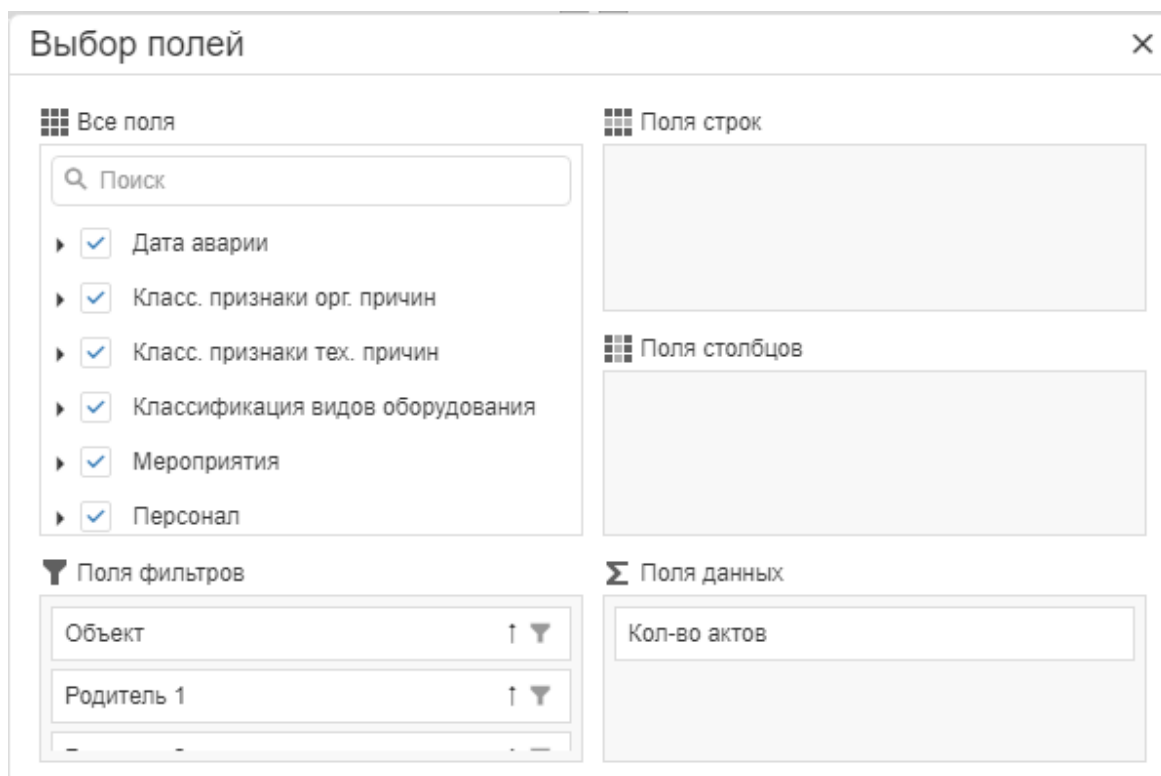 Выбор полей
Все поля
Поиск
Дата аварии
Класс. признаки орг. причин
Класс. признаки тех. причин
Классификация видов оборудования
Мероприятия
Персонал
Поля строк
Поля столбцов
Поля фильтров
Объект
Родитель 1
Поля данных
Кол-во актов